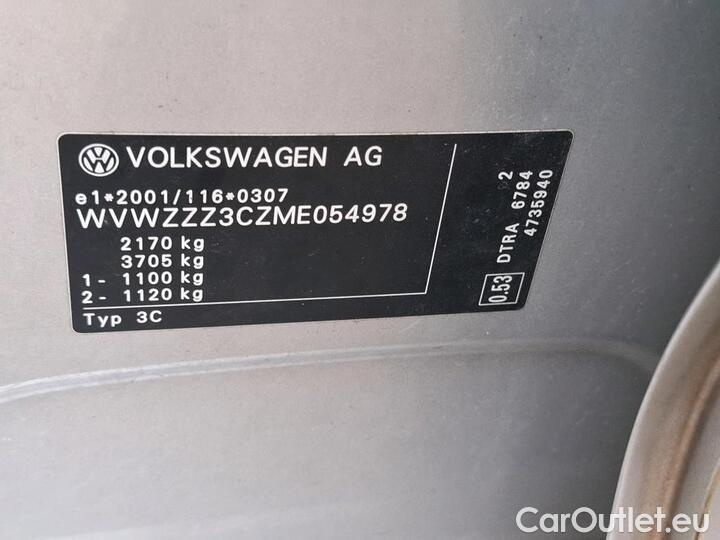 VOLKSWAGEN AG
e1*2001/116*0307
WVWZZZ3CZME054978
2170 kg
3705 kg
1- 1100 kg
2- 1120 kg
Typ 3C
0.53 DTRA 6784
4735940
CarOutlet.eu